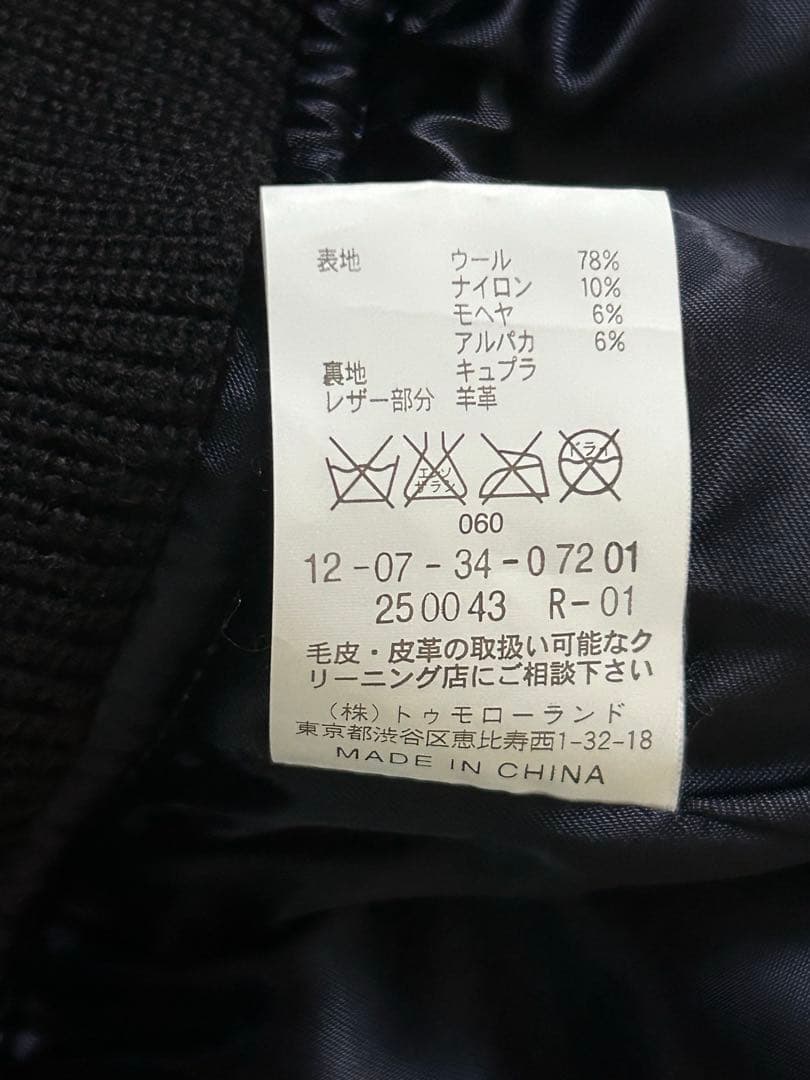 表地 ウール 78%
ナイロン 10%
モヘヤ 6%
アルパカ 6%
裏地 キュプラ
レザー部分 羊革
エンソ サラシ ドライ
060
12-07-34-07201
250043 R-01
毛皮・皮革の取扱い可能なク
リーニング店にご相談下さい
(株)トゥモローランド
東京都渋谷区恵比寿西1-32-18
MADE IN CHINA